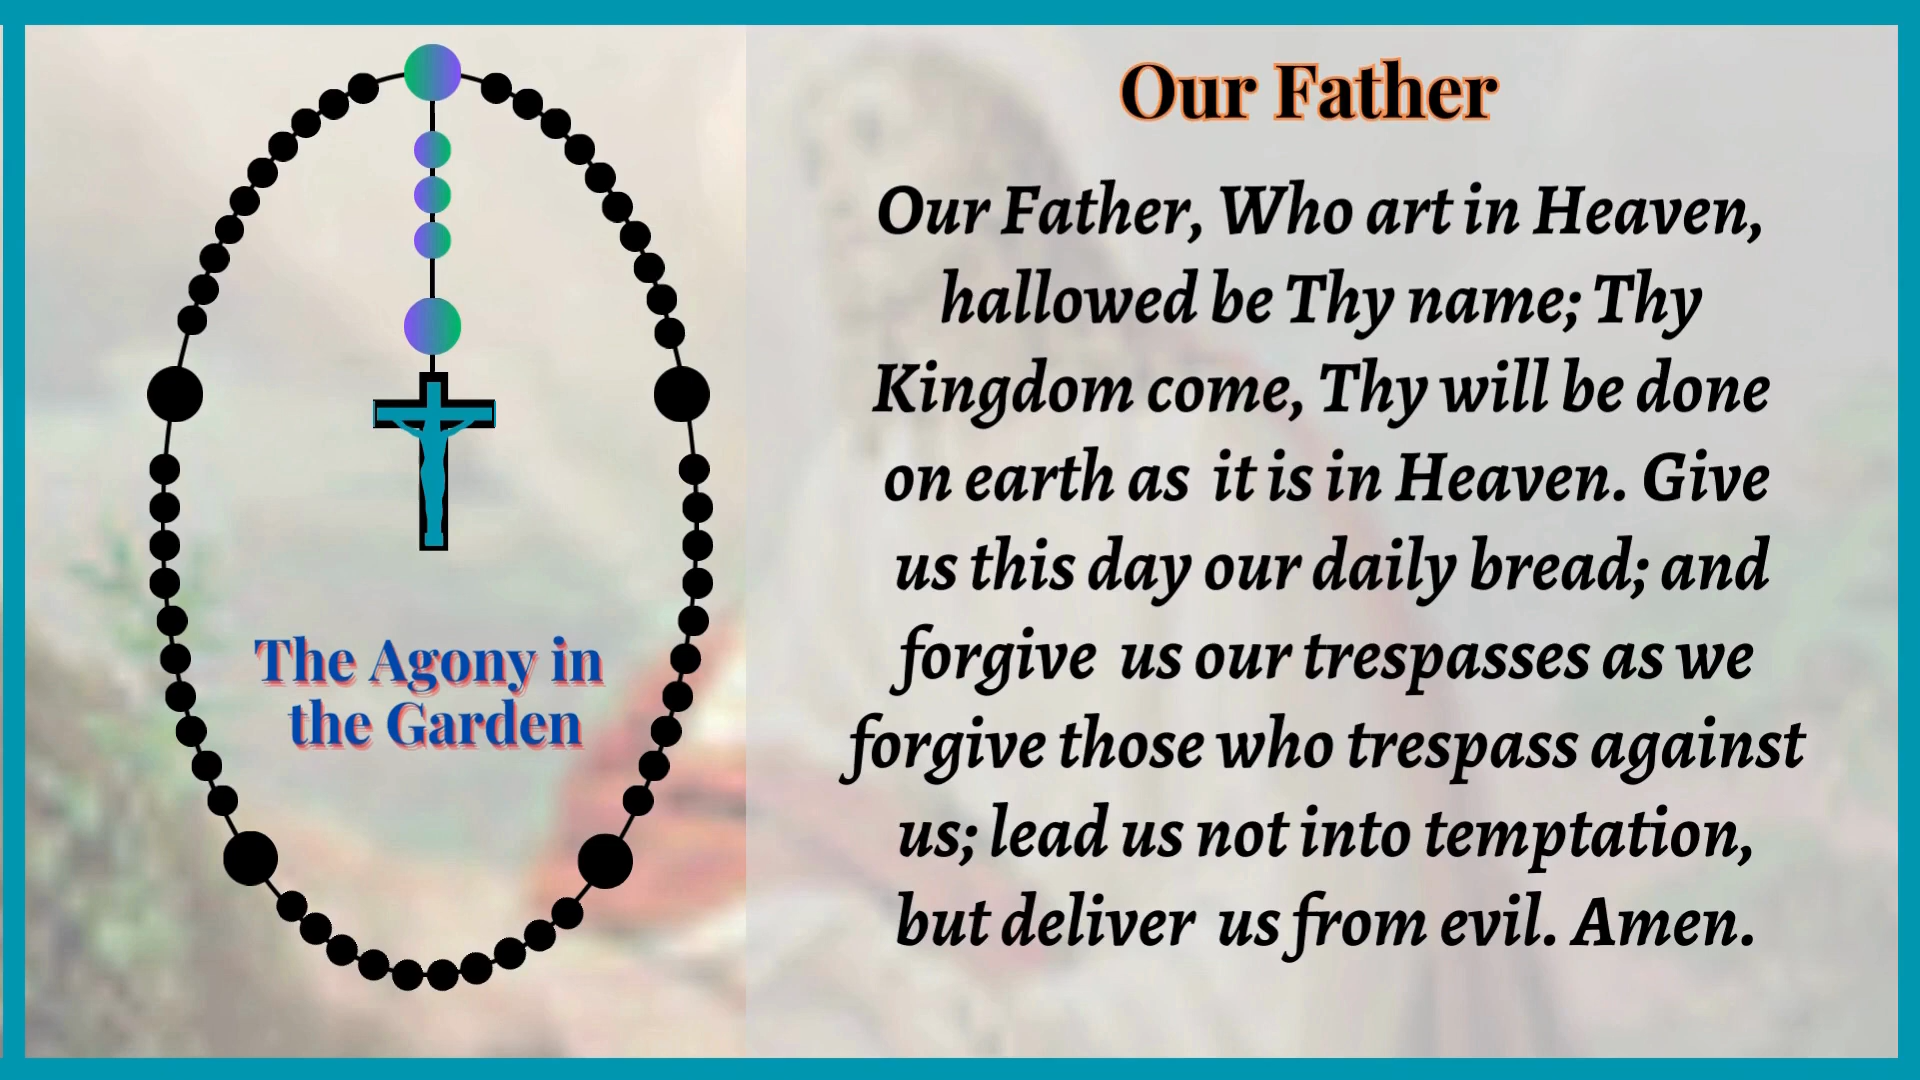 The Agony in
the Garden
Our Father
Our Father, Who art in Heaven,
hallowed be Thy name; Thy
Kingdom come, Thy will be done
on earth as it is in Heaven. Give
us this day our daily bread; and
forgive us our trespasses as we
forgive those who trespass against
us; lead us not into temptation,
but deliver us from evil. Amen.